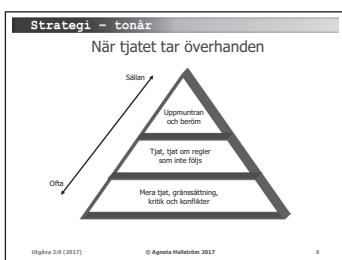 Strategi – tonår
När tjatet tar överhanden
Sällan
Uppmuntran
och beröm
Tjat, tjat om regler
som inte följs
Ofta
Mera tjat, gränssättning,
kritik och konflikter
Utgåva 2:0 (2017)
© Agneta Hellström 2017
6